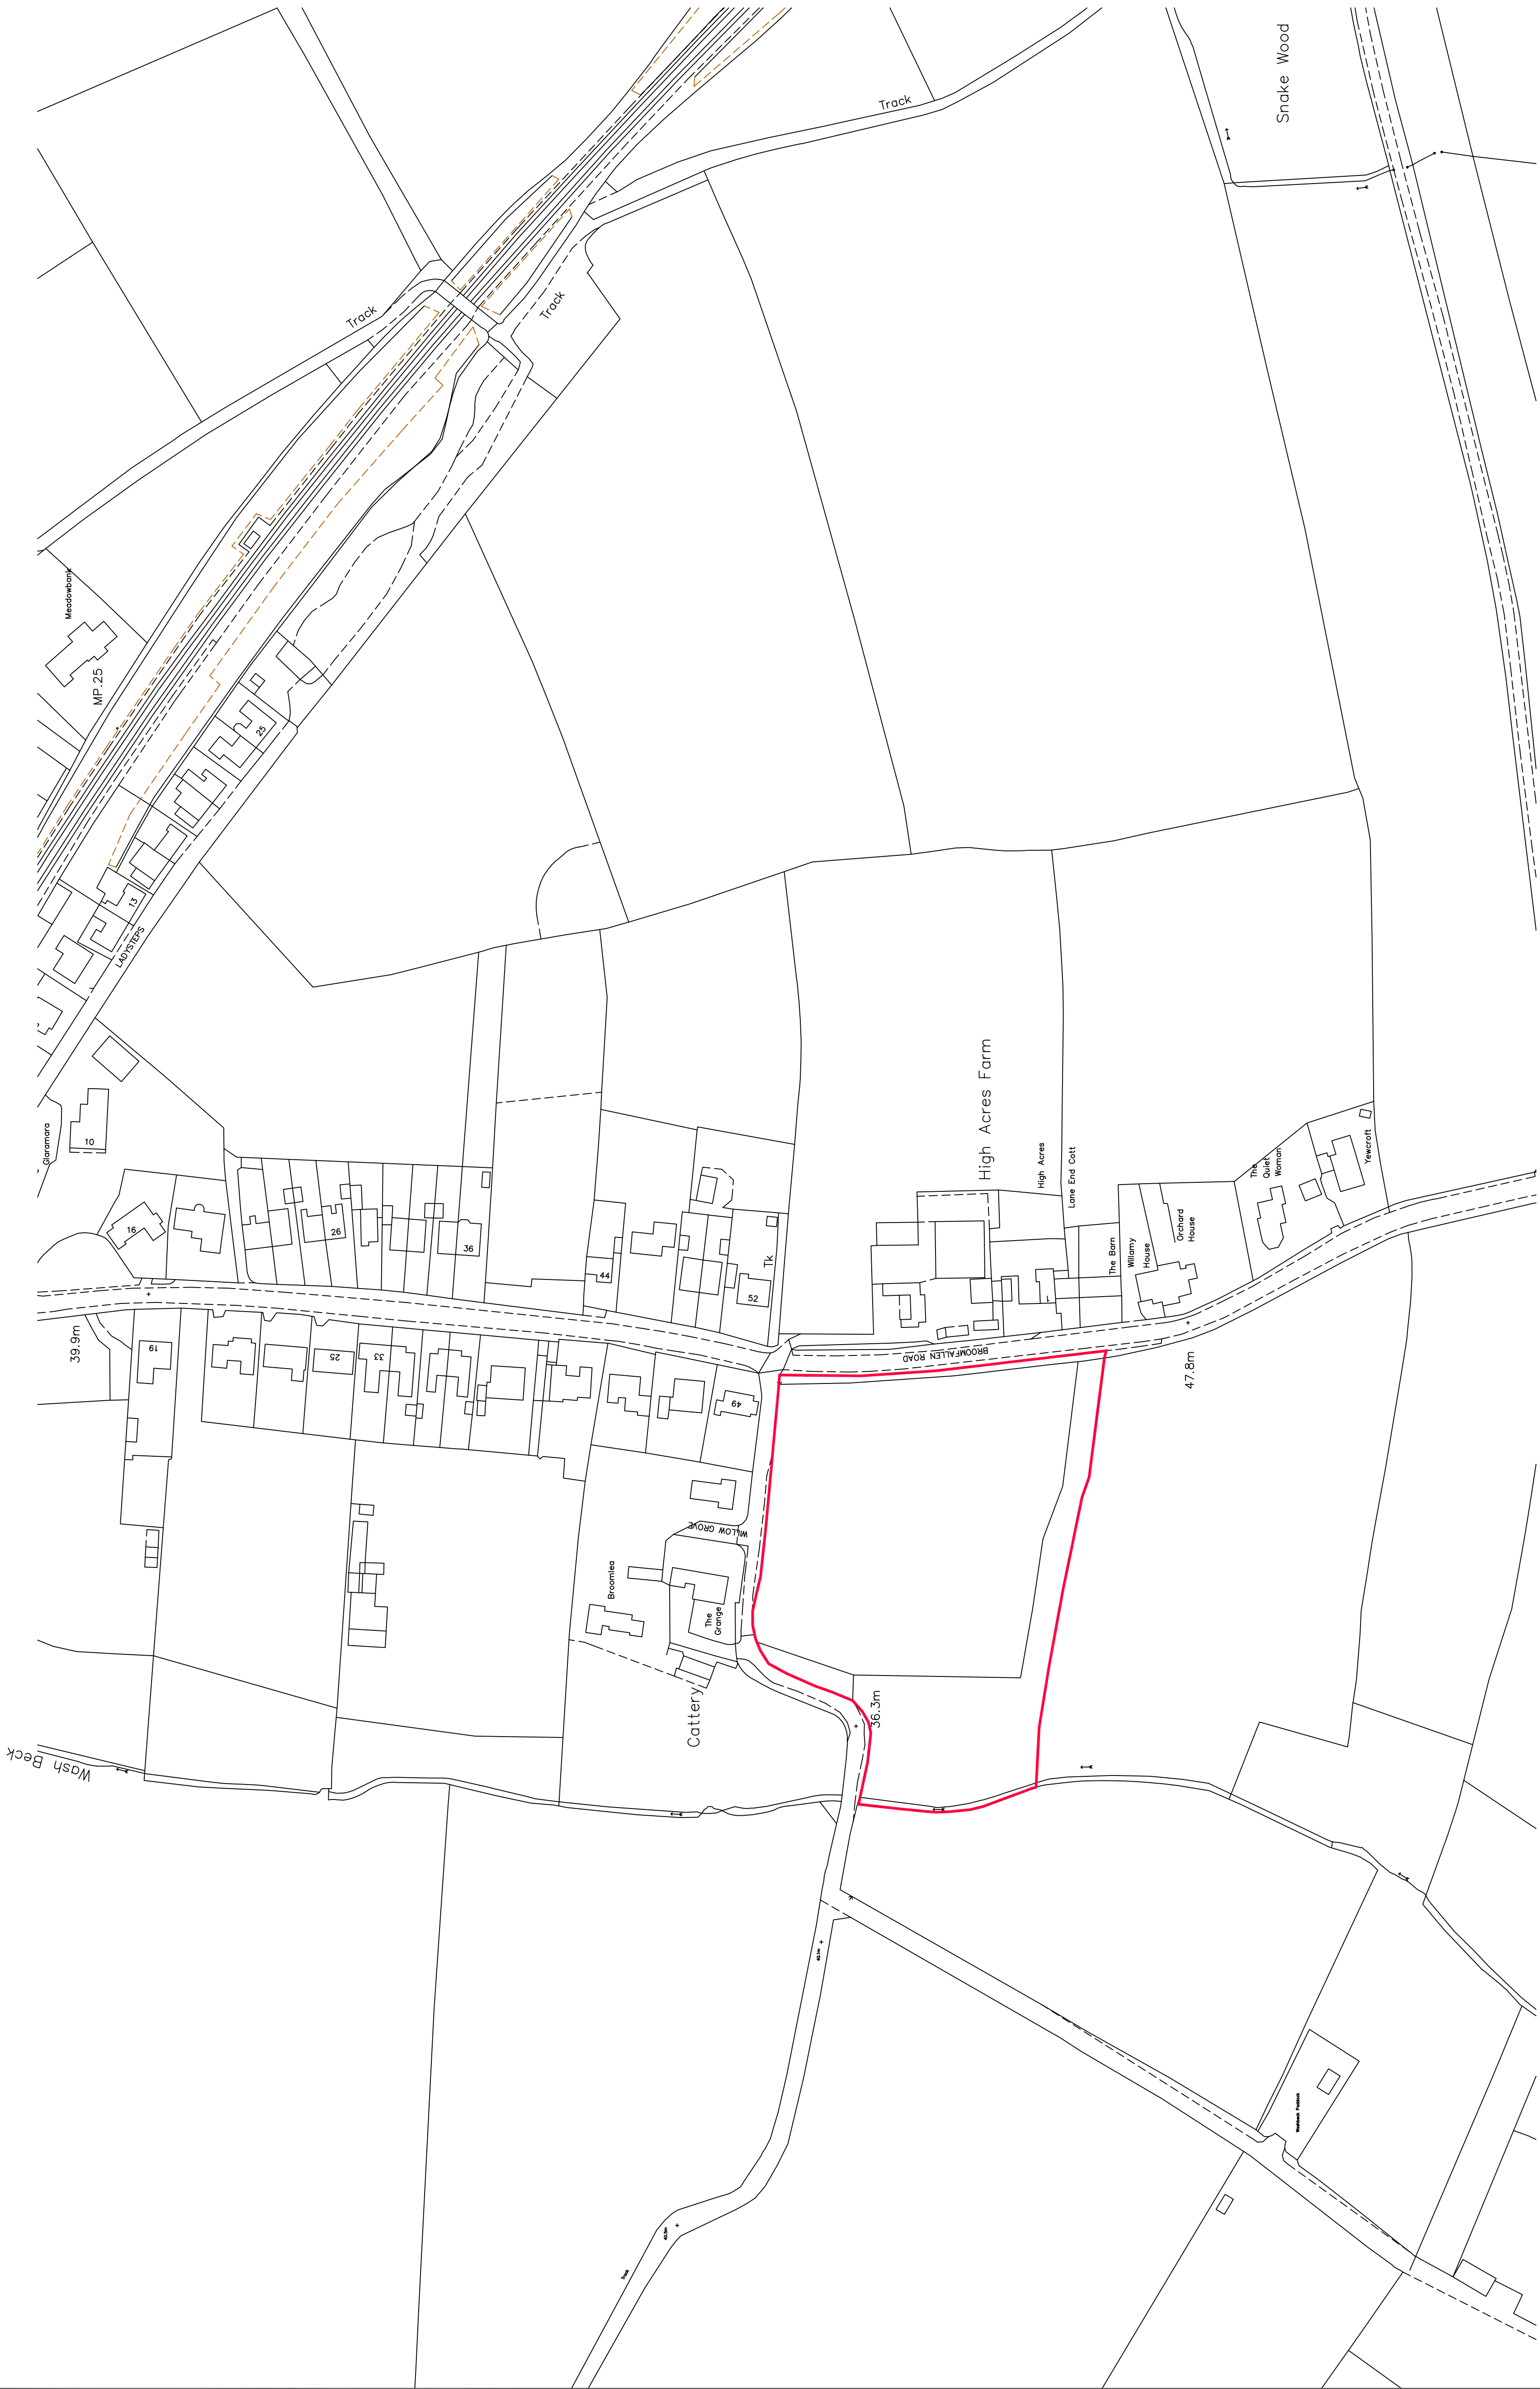 Snake Wood
Track
Track
Track
Meadowbank
MP.25
25
13
LADYSTEPS
Glaramara
10
16
26
36
44
52
Tk
High Acres Farm
High Acres
Lane End Cott
The Barn
Willamy
House
Orchard
House
The
Quiet
Woman
Yewcroft
39.9m
19
25
33
49
BROOMFALLEN ROAD
47.8m
WILLOW GROVE
Broomlea
The
Grange
Cattery
36.3m
Wash Beck
Washbeck Paddock
Track